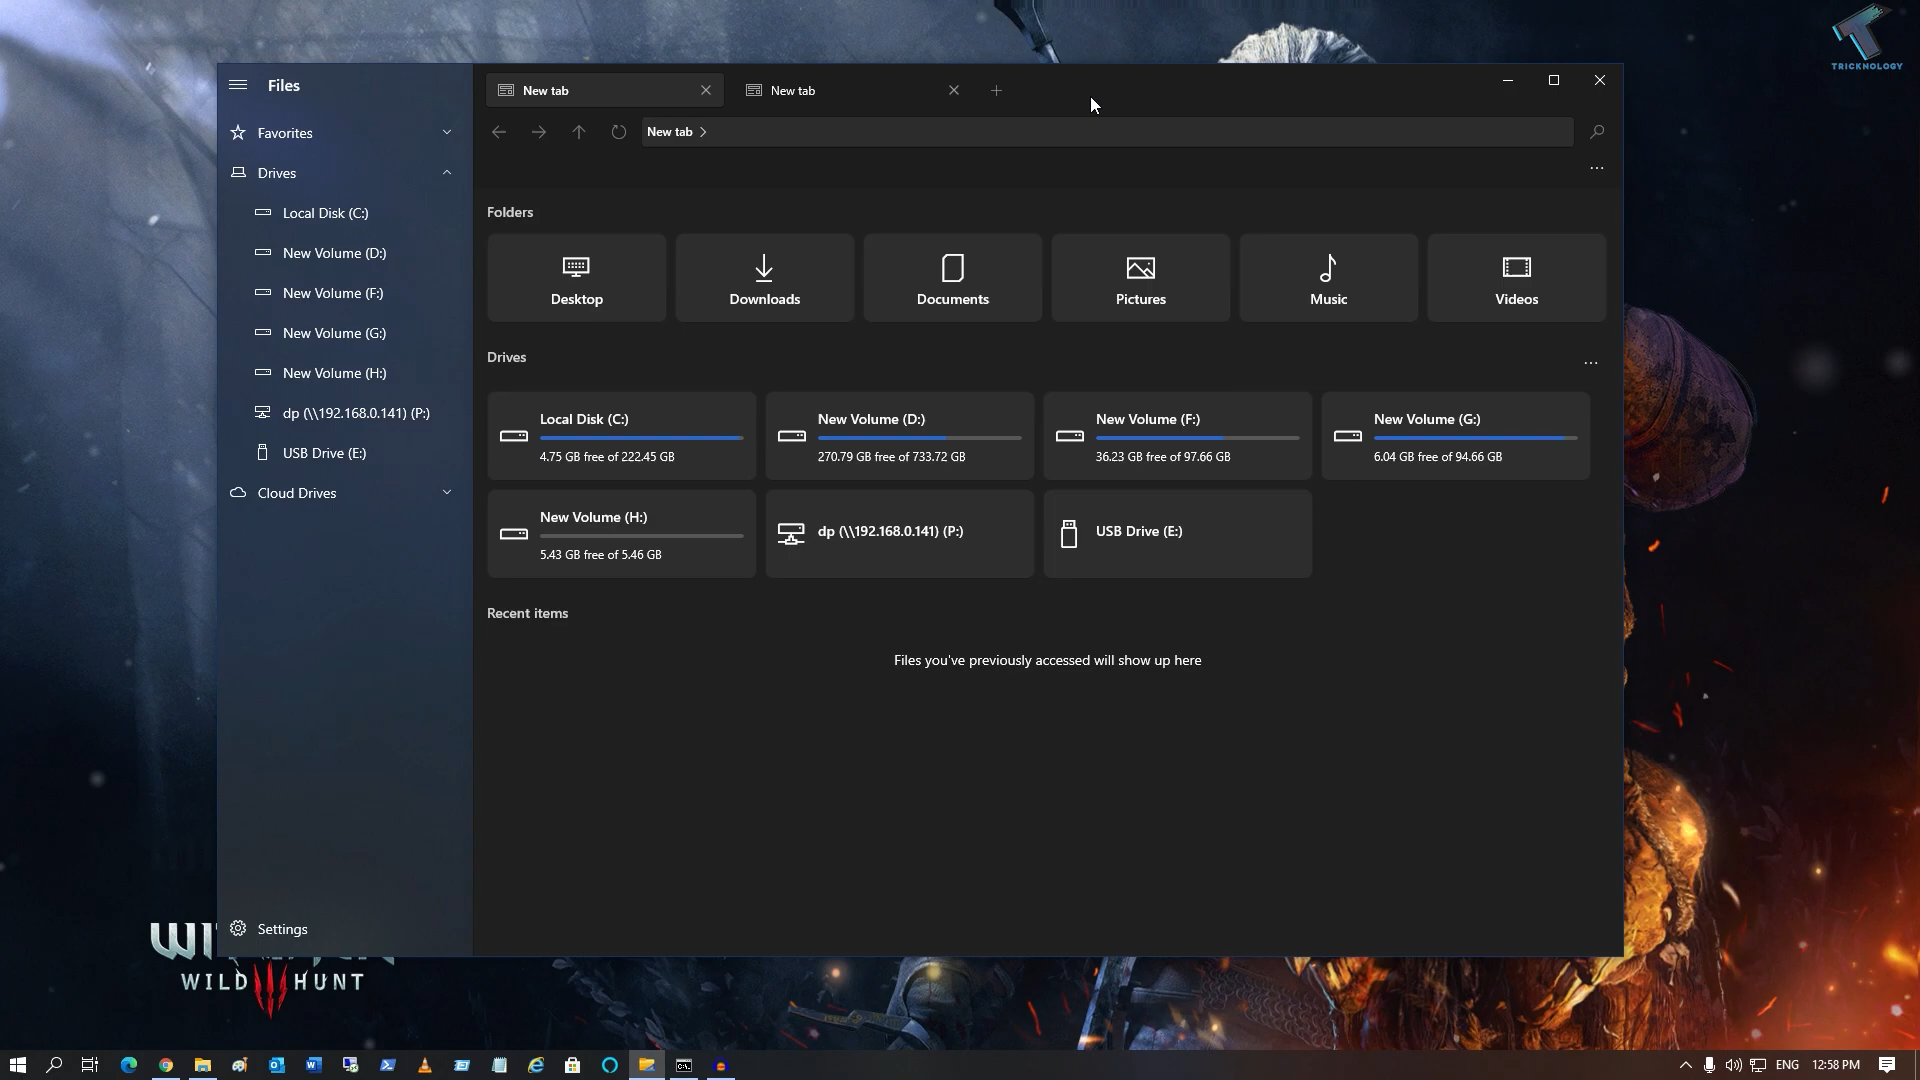 TRICKNOLOGY
Files
New tab
New tab
Favorites
New tab
Drives
Local Disk (C:)
New Volume (D:)
New Volume (F:)
New Volume (G:)
New Volume (H:)
dp (\\192.168.0.141) (P:)
USB Drive (E:)
Cloud Drives
Settings
Folders
Desktop
Downloads
Documents
Pictures
Music
Videos
Drives
Local Disk (C:)
4.75 GB free of 222.45 GB
New Volume (D:)
270.79 GB free of 733.72 GB
New Volume (F:)
36.23 GB free of 97.66 GB
New Volume (G:)
6.04 GB free of 94.66 GB
New Volume (H:)
5.43 GB free of 5.46 GB
dp (\\192.168.0.141) (P:)
USB Drive (E:)
Recent items
Files you've previously accessed will show up here
WILD HUNT
ENG
12:58 PM